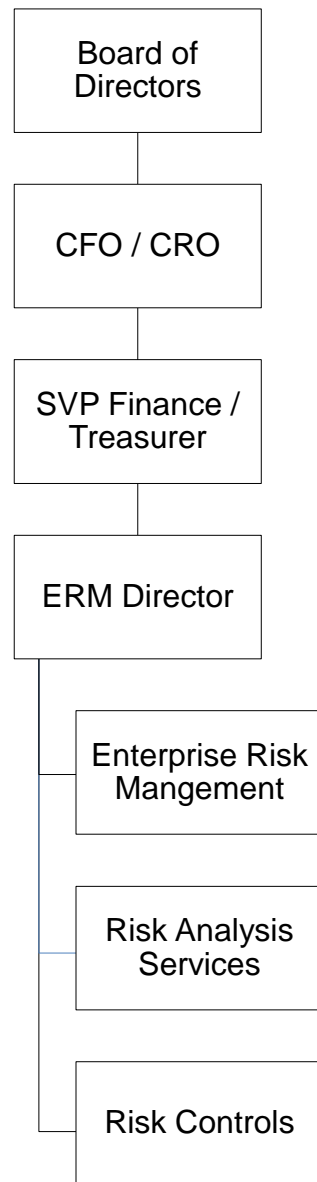 Board of
Directors
CFO / CRO
SVP Finance /
Treasurer
ERM Director
Enterprise Risk
Mangement
Risk Analysis
Services
Risk Controls